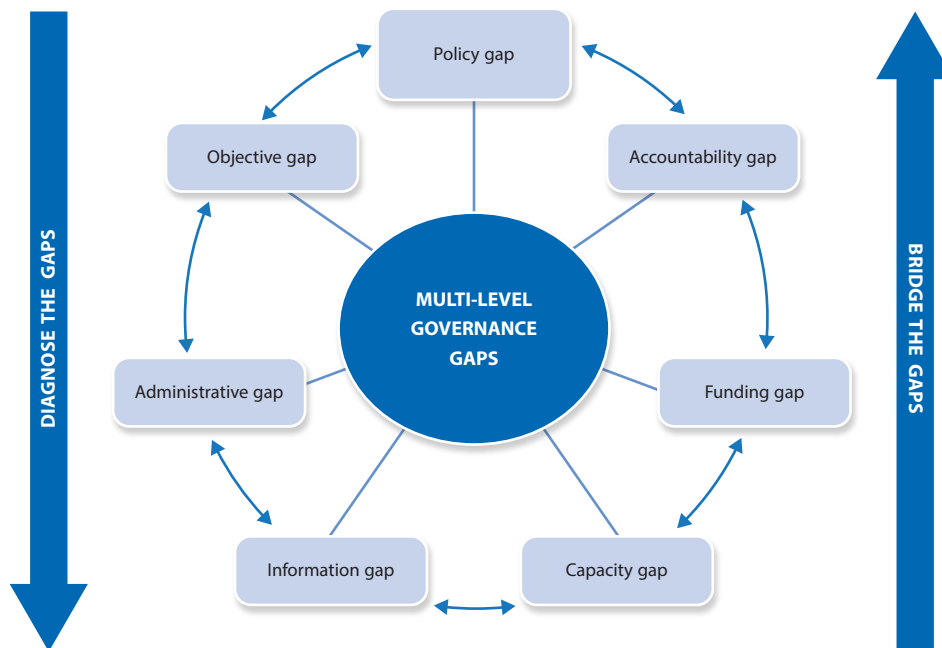 Policy gap
Objective gap
Accountability gap
DIAGNOSE THE GAPS
MULTI-LEVEL
GOVERNANCE
GAPS
BRIDGE THE GAPS
Administrative gap
Funding gap
Information gap
Capacity gap